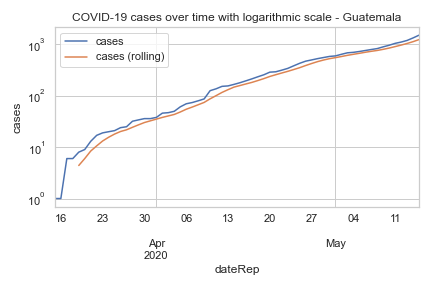 COVID-19 cases over time with logarithmic scale - Guatemala
cases
cases (rolling)
10³
10²
10¹
10⁰
cases
16 23 30 06 13 20 27 04 11
Apr May
2020
dateRep